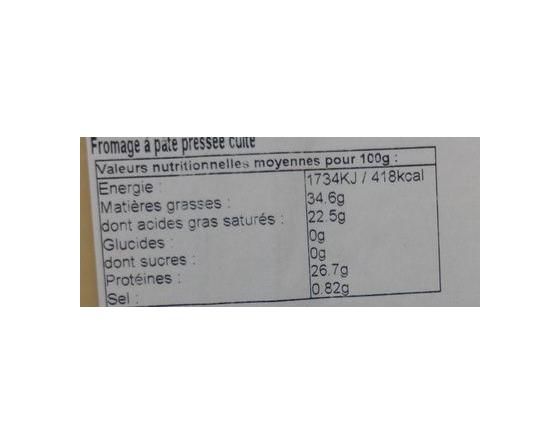 Fromage à pâte pressée cuite
Valeurs nutritionnelles moyennes pour 100g :
Energie : 1734KJ / 418kcal
Matières grasses : 34.6g
dont acides gras saturés : 22.5g
Glucides : 0g
dont sucres : 0g
Protéines : 26.7g
Sel : 0.82g